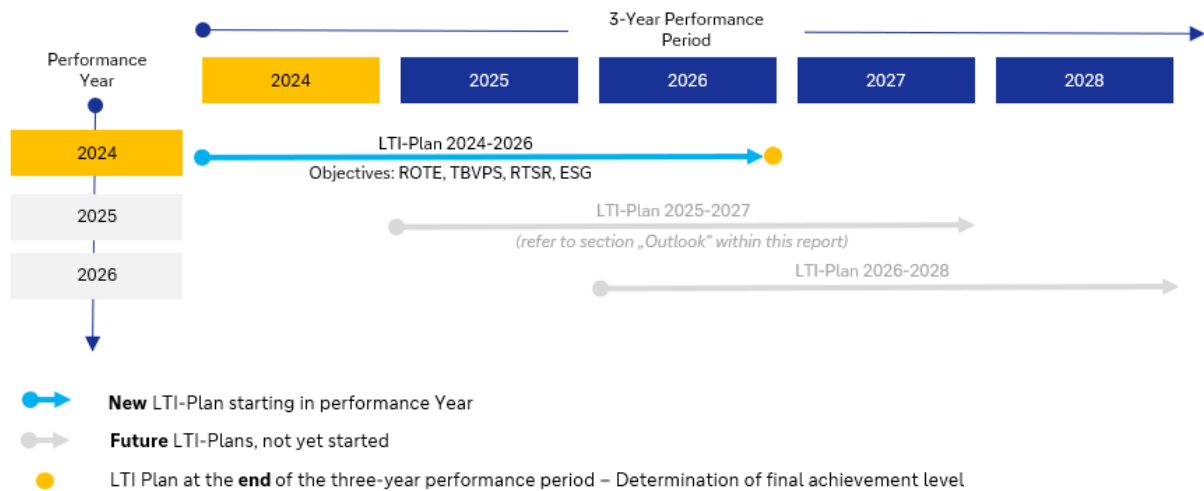 3-Year Performance
Period
Performance
Year
2024 2025 2026 2027 2028
2024
LTI-Plan 2024-2026
Objectives: ROTE, TBVPS, RTSR, ESG
2025
LTI-Plan 2025-2027
(refer to section „Outlook“ within this report)
2026
LTI-Plan 2026-2028
New LTI-Plan starting in performance Year
Future LTI-Plans, not yet started
LTI Plan at the end of the three-year performance period – Determination of final achievement level